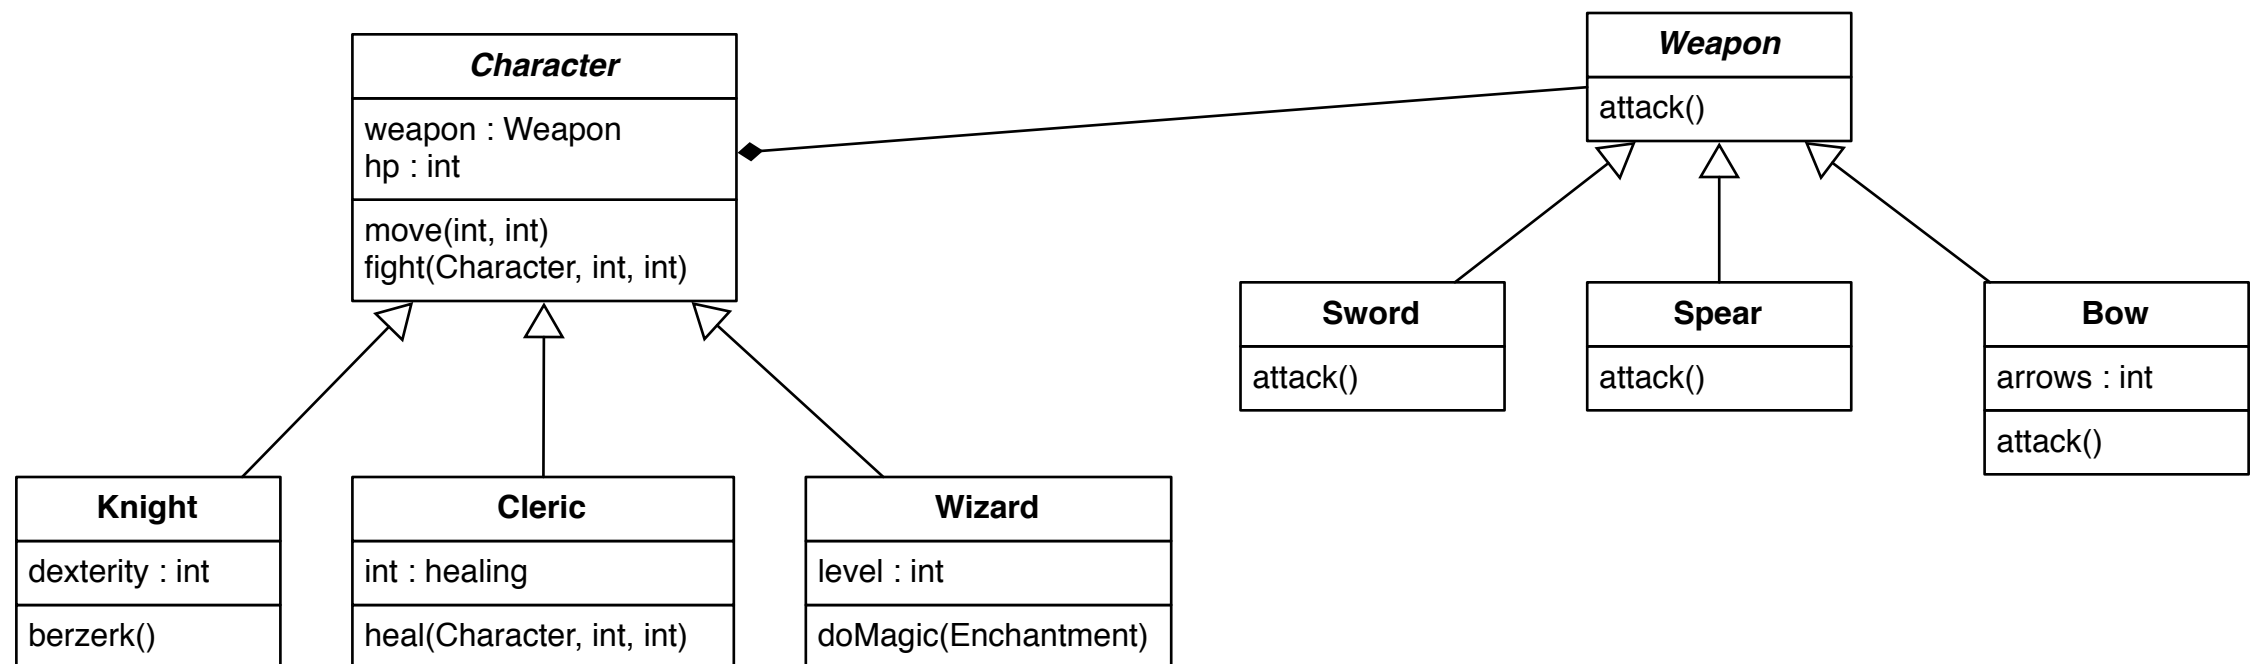 Character
weapon : Weapon
hp : int
move(int, int)
fight(Character, int, int)
Weapon
attack()
Sword
attack()
Spear
attack()
Bow
arrows : int
attack()
Knight
dexterity : int
berzerk()
Cleric
int : healing
heal(Character, int, int)
Wizard
level : int
doMagic(Enchantment)